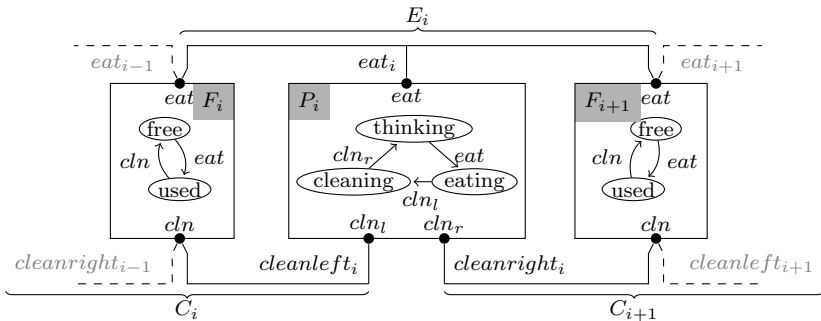 E_i
eat_{i−1} eat_i eat_{i+1}
eat F_i P_i eat F_{i+1} eat
free thinking free
cln eat cln_r eat cln eat
used cleaning eating used
cln_l
cln cln_l cln_r cln
cleanright_{i−1} cleanleft_i cleanright_i cleanleft_{i+1}
C_i C_{i+1}